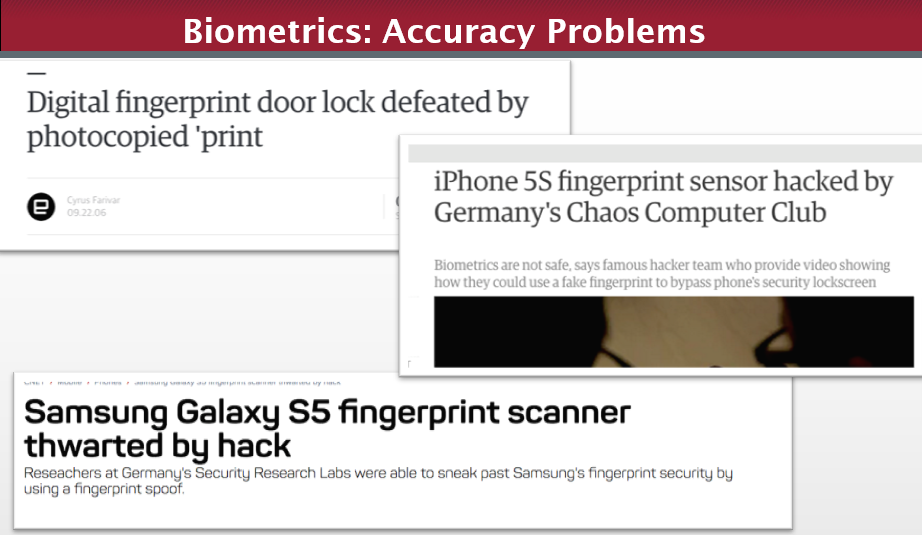 Biometrics: Accuracy Problems
Digital fingerprint door lock defeated by
photocopied 'print
Cyrus Farivar
09.22.06
iPhone 5S fingerprint sensor hacked by
Germany's Chaos Computer Club
Biometrics are not safe, says famous hacker team who provide video showing
how they could use a fake fingerprint to bypass phone's security lockscreen
CNET > Mobile > Phones > Samsung Galaxy S5 fingerprint scanner thwarted by hack
Samsung Galaxy S5 fingerprint scanner
thwarted by hack
Reseachers at Germany's Security Research Labs were able to sneak past Samsung's fingerprint security by
using a fingerprint spoof.